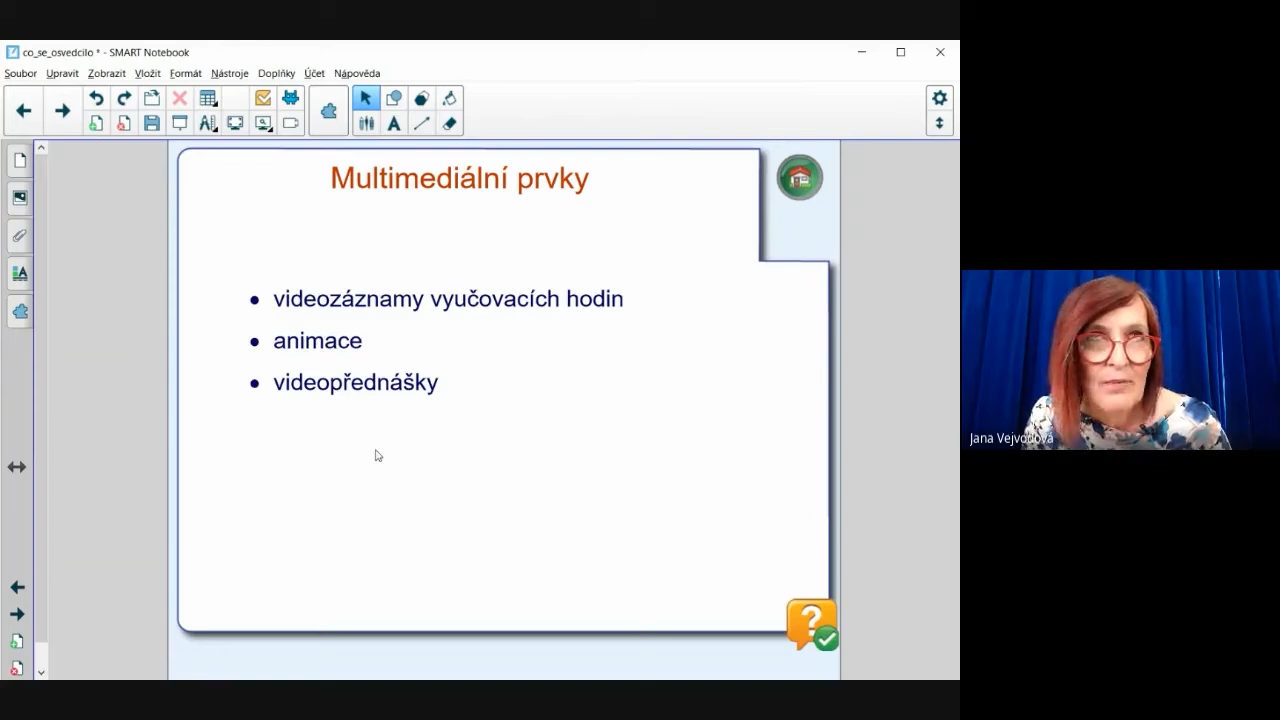 co_se_osvedcilo * - SMART Notebook
Soubor Upravit Zobrazit Vložit Formát Nástroje Doplňky Účet Nápověda
Multimediální prvky
• videozáznamy vyučovacích hodin
• animace
• videopřednášky
Jana Vejvodová